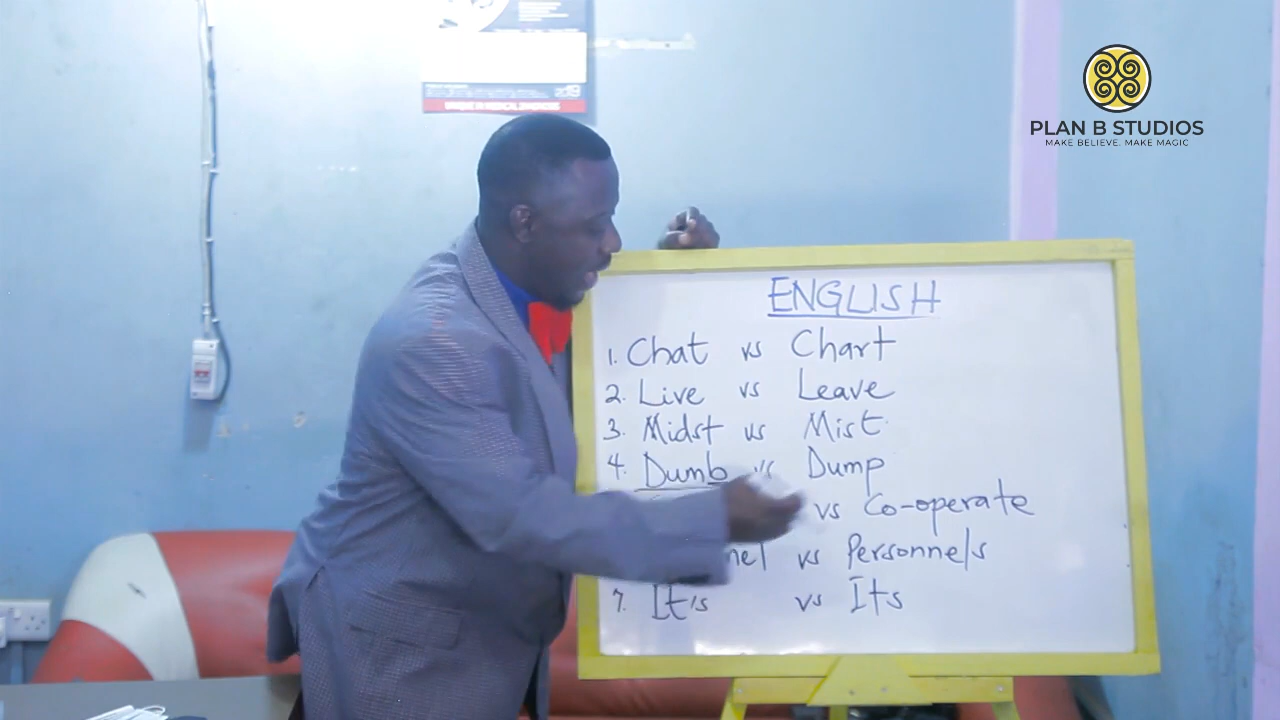 2019
PLAN B STUDIOS
MAKE BELIEVE. MAKE MAGIC
ENGLISH
1. Chat vs Chart
2. Live vs Leave
3. Midst vs Mist
4. Dumb vs Dump
vs Co-operate
nel vs Personnels
7. It's vs Its